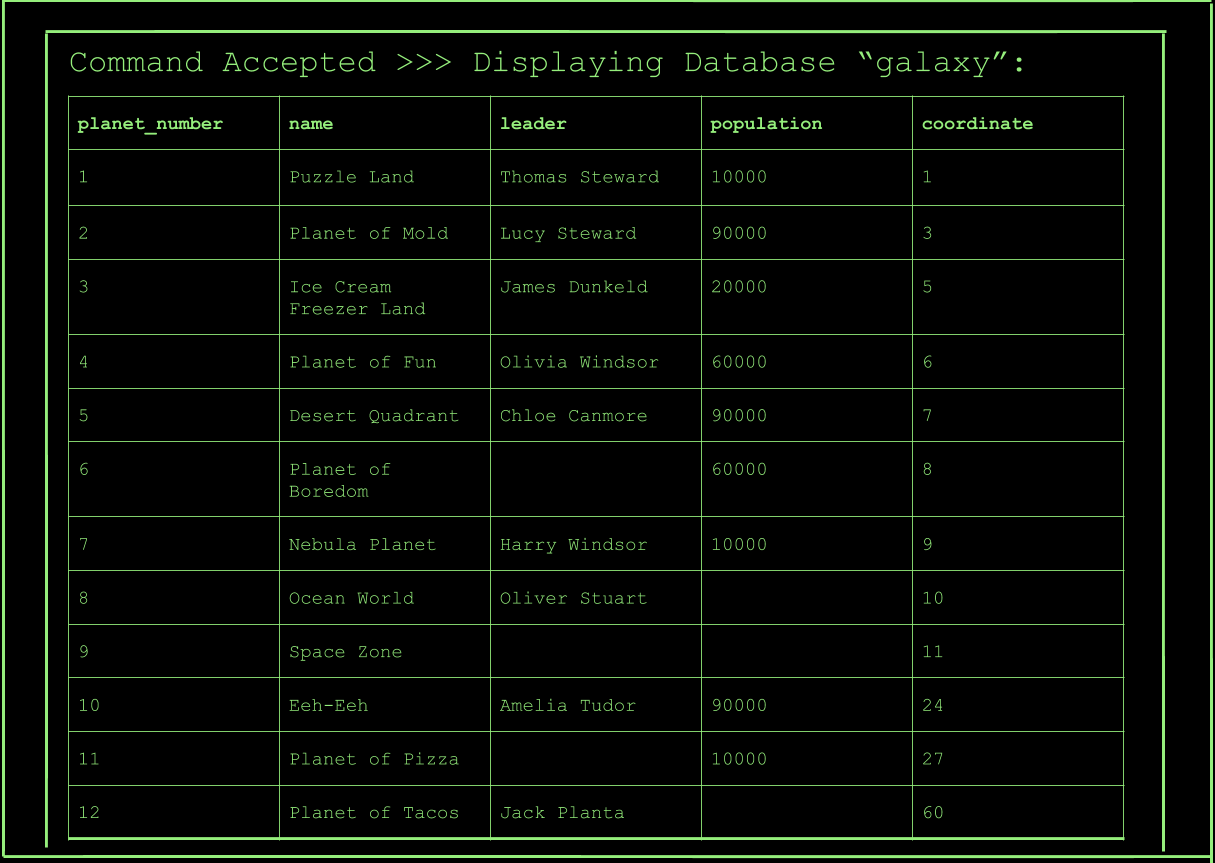 Command Accepted >>> Displaying Database “galaxy”:
planet_number name leader population coordinate
1 Puzzle Land Thomas Steward 10000 1
2 Planet of Mold Lucy Steward 90000 3
3 Ice Cream James Dunkeld 20000 5
Freezer Land
4 Planet of Fun Olivia Windsor 60000 6
5 Desert Quadrant Chloe Canmore 90000 7
6 Planet of 60000 8
Boredom
7 Nebula Planet Harry Windsor 10000 9
8 Ocean World Oliver Stuart 10
9 Space Zone 11
10 Eeh-Eeh Amelia Tudor 90000 24
11 Planet of Pizza 10000 27
12 Planet of Tacos Jack Planta 60